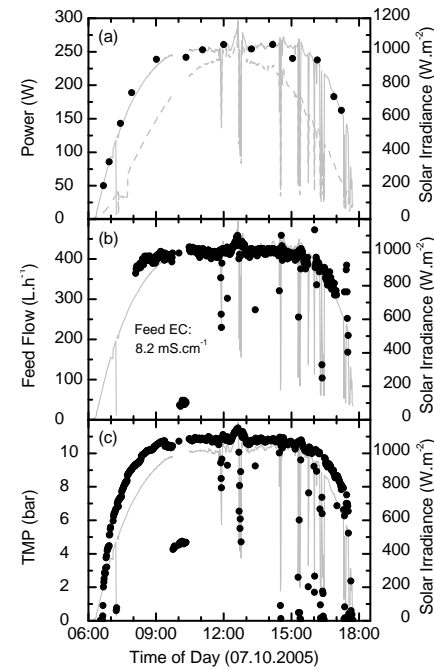 (a)
300
250
200
150
100
50
0
Power (W)
1200
1000
800
600
400
200
0
Solar Irradiance (W.m-2)
(b)
400
300
200
100
0
Feed Flow (L.h-1)
Feed EC:
8.2 mS.cm-1
1000
800
600
400
200
0
Solar Irradiance (W.m-2)
(c)
10
8
6
4
2
0
TMP (bar)
1000
800
600
400
200
0
Solar Irradiance (W.m-2)
06:00 09:00 12:00 15:00 18:00
Time of Day (07.10.2005)